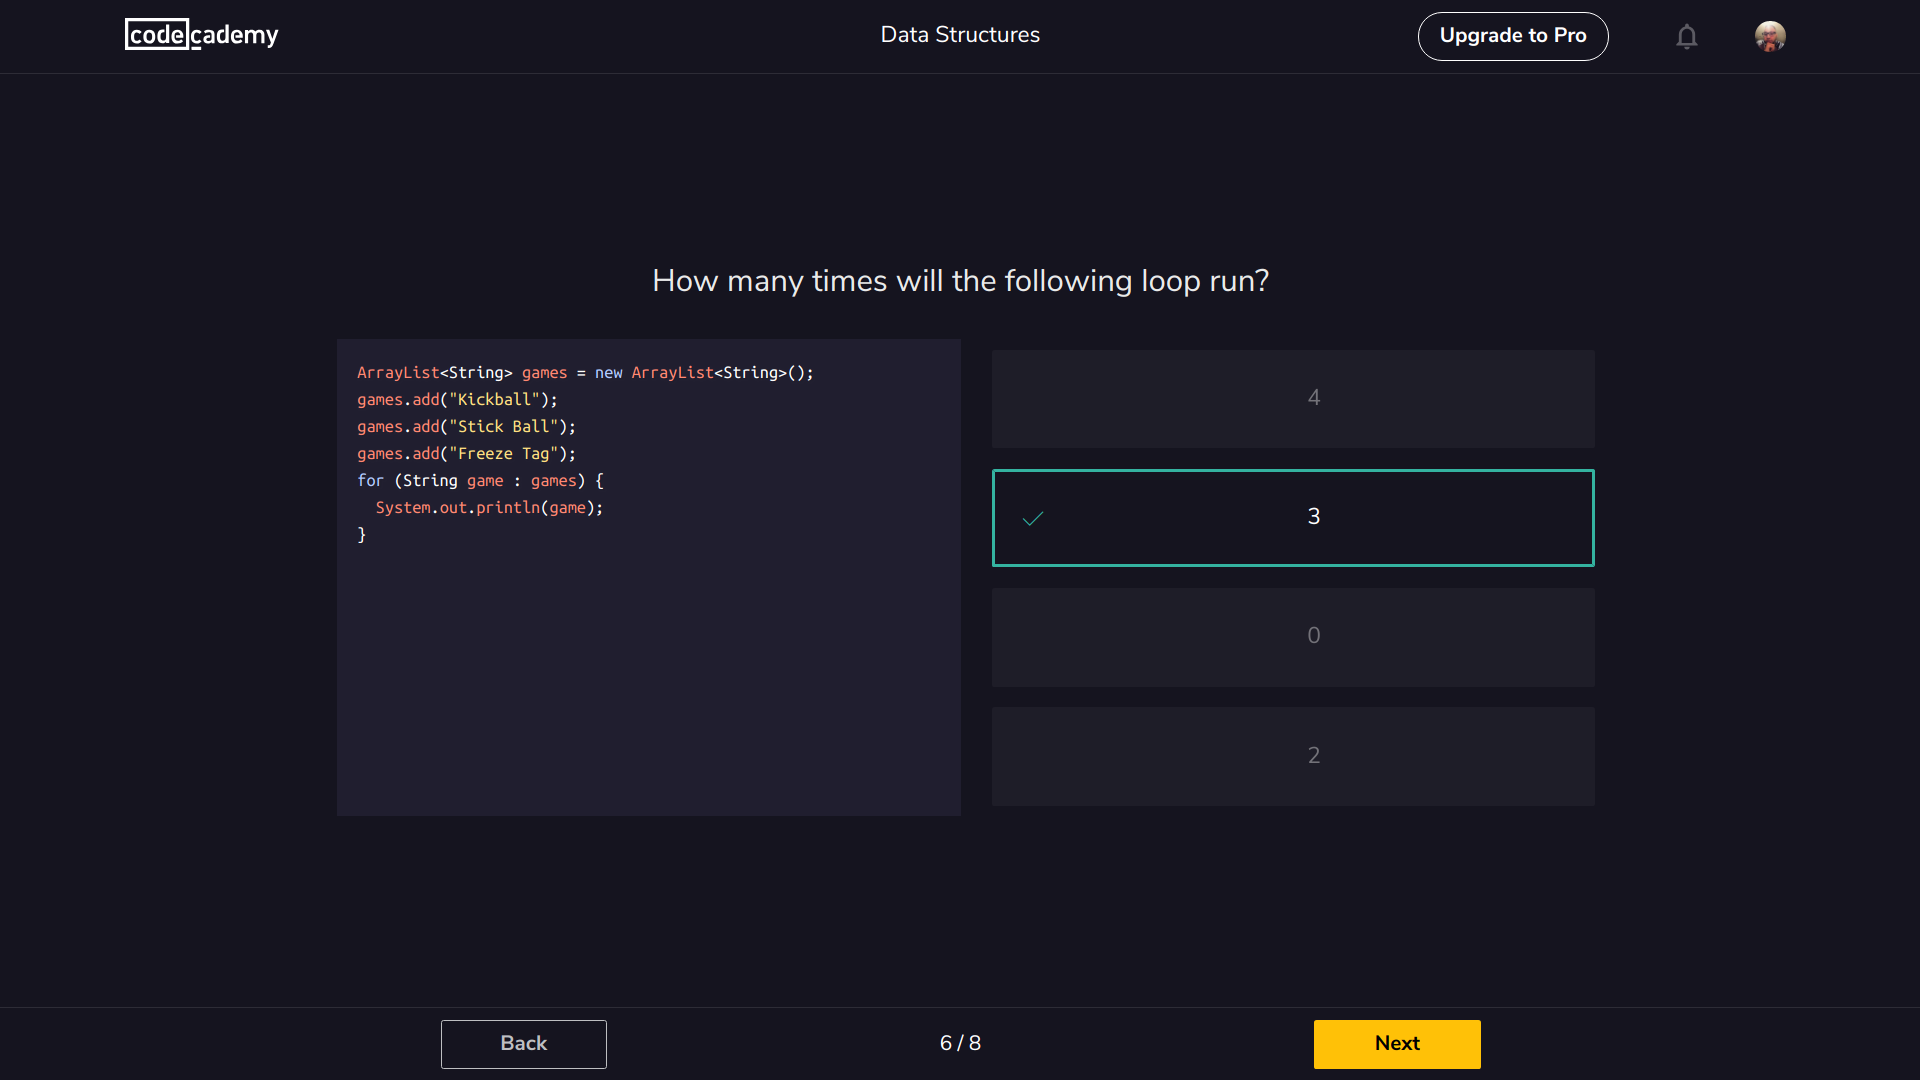 codecademy
Data Structures
Upgrade to Pro
How many times will the following loop run?
ArrayList<String> games = new ArrayList<String>();
games.add("Kickball");
games.add("Stick Ball");
games.add("Freeze Tag");
for (String game : games) {
  System.out.println(game);
}
4
3
0
2
Back
6 / 8
Next